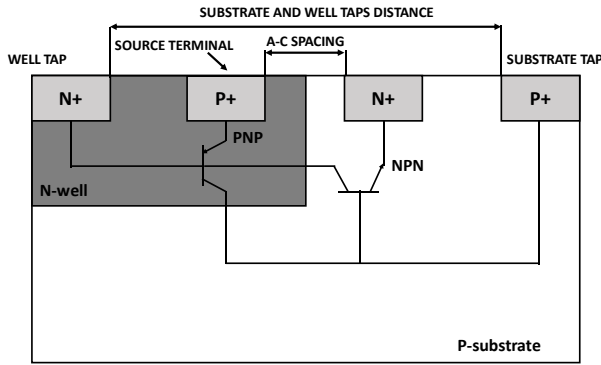 SUBSTRATE AND WELL TAPS DISTANCE
SOURCE TERMINAL
A-C SPACING
WELL TAP
SUBSTRATE TAP
N+
P+
N+
P+
PNP
NPN
N-well
P-substrate